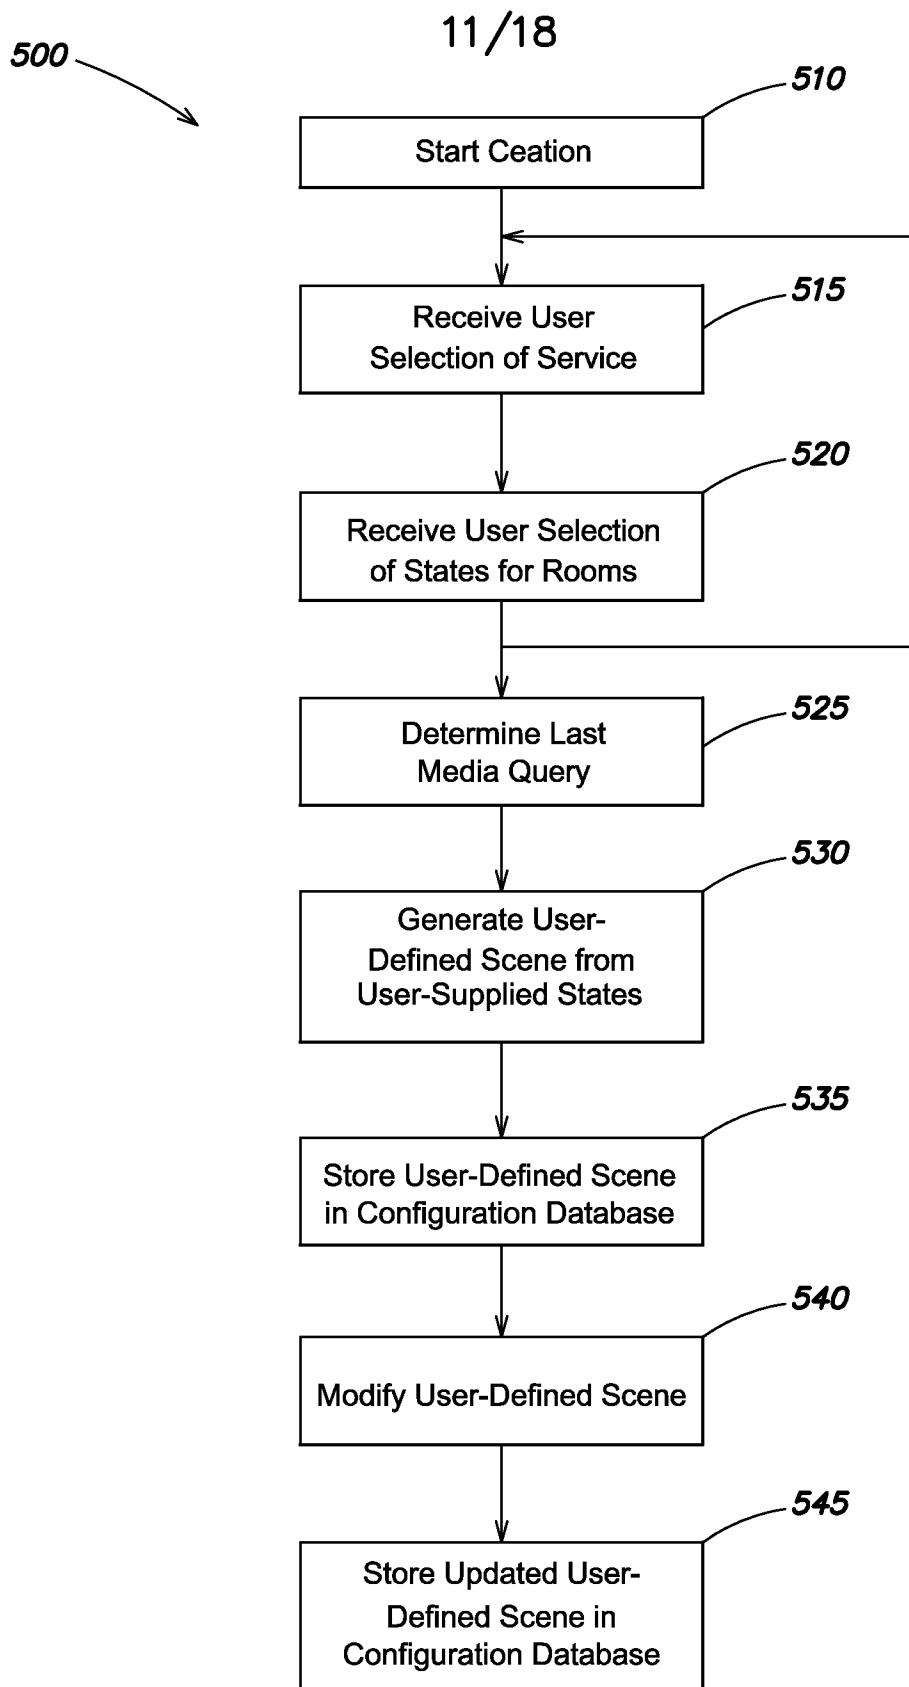 11/18
500
510
Start Ceation
515
Receive User
Selection of Service
520
Receive User Selection
of States for Rooms
525
Determine Last
Media Query
530
Generate User-
Defined Scene from
User-Supplied States
535
Store User-Defined Scene
in Configuration Database
540
Modify User-Defined Scene
545
Store Updated User-
Defined Scene in
Configuration Database